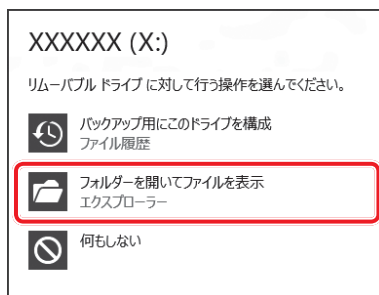 XXXXXX (X:)
リムーバブル ドライブ に対して行う操作を選んでください。
バックアップ用にこのドライブを構成
ファイル履歴
フォルダーを開いてファイルを表示
エクスプローラー
何もしない